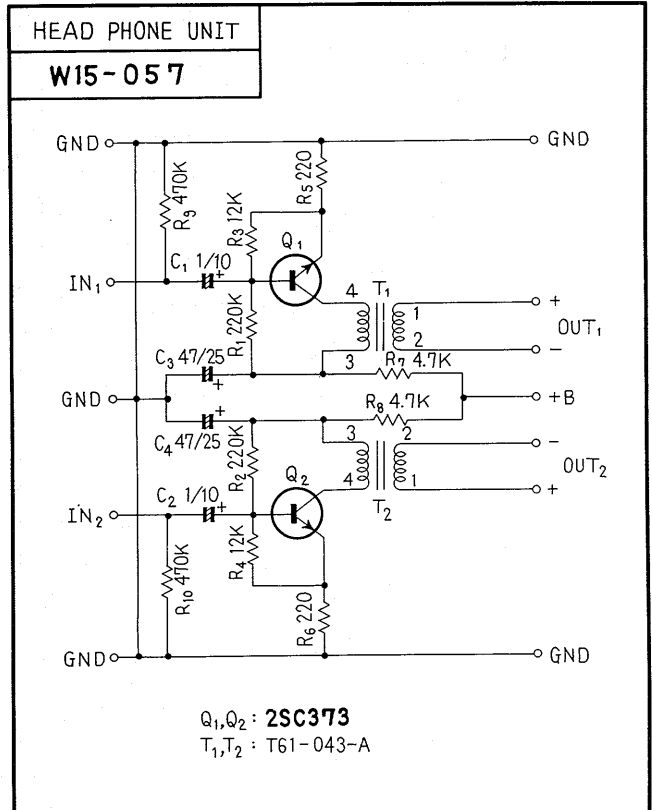 HEAD PHONE UNIT
W15-057
GND
GND
R9 470K
R5 220
R3 12K
Q1
C1 1/10 +
IN1
4 T1
1 +
R1 220K
OUT1
2 -
3
C3 47/25 +
R7 4.7K
GND
+B
R8 4.7K
C4 47/25 +
3 2 -
R2 220K
Q2
OUT2
4 1 +
T2
C2 1/10 +
IN2
R4 12K
R10 470K
R6 220
GND
GND
Q1,Q2 : 2SC373
T1,T2 : T61-043-A